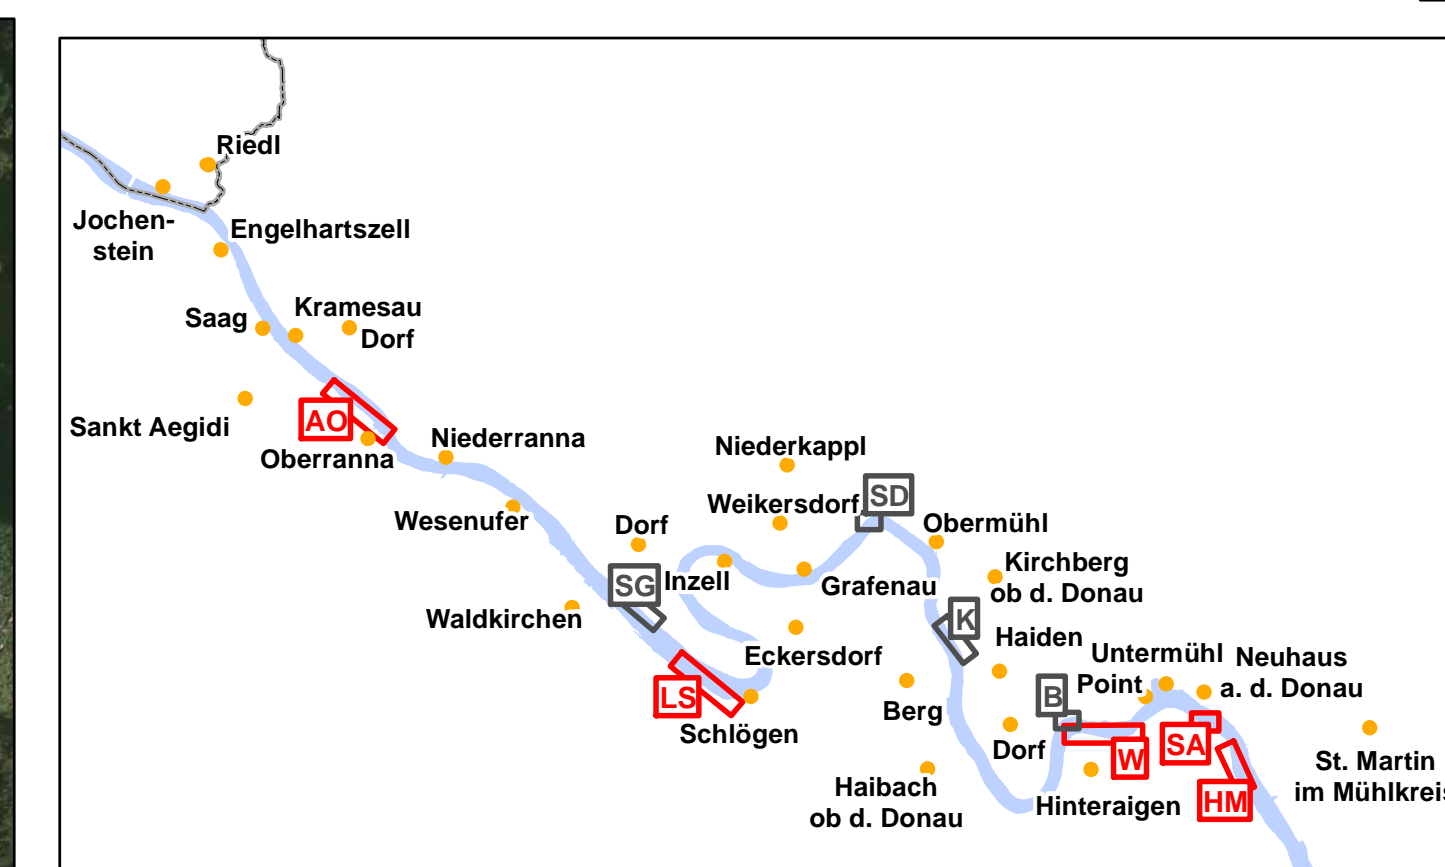 Riedl
Jochen-
stein
Engelhartszell
Kramesau
Saag
Dorf
Sankt Aegidi
AO
Oberranna
Niederranna
Niederkappl
Wesenufer
Dorf
Weikersdorf
SD
Obermühl
SG
Inzell
Grafenau
Kirchberg
ob d. Donau
Waldkirchen
K
Haiden
Eckersdorf
Untermühl
Neuhaus
a. d. Donau
LS
Schlögen
Berg
B
Point
Dorf
W
SA
St. Martin
im Mühlkreis
Haibach
ob d. Donau
Hinteraigen
HM